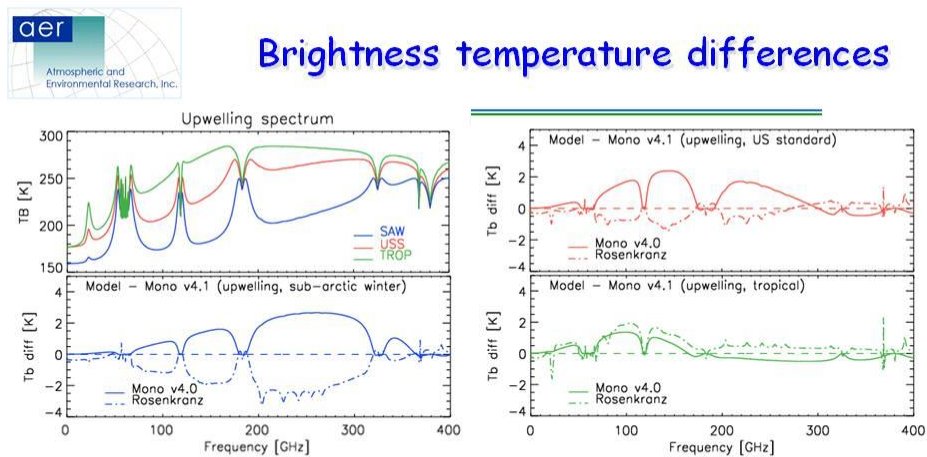 aer
Atmospheric and
Environmental Research, Inc.
Brightness temperature differences
Upwelling spectrum
300
250
200
150
TB [K]
SAW
USS
TROP
Model - Mono v4.1 (upwelling, US standard)
4
2
0
-2
-4
Tb diff [K]
Mono v4.0
Rosenkranz
Model - Mono v4.1 (upwelling, sub-arctic winter)
4
2
0
-2
-4
Tb diff [K]
Mono v4.0
Rosenkranz
0 100 200 300 400
Frequency [GHz]
Model - Mono v4.1 (upwelling, tropical)
4
2
0
-2
-4
Tb diff [K]
Mono v4.0
Rosenkranz
0 100 200 300 400
Frequency [GHz]